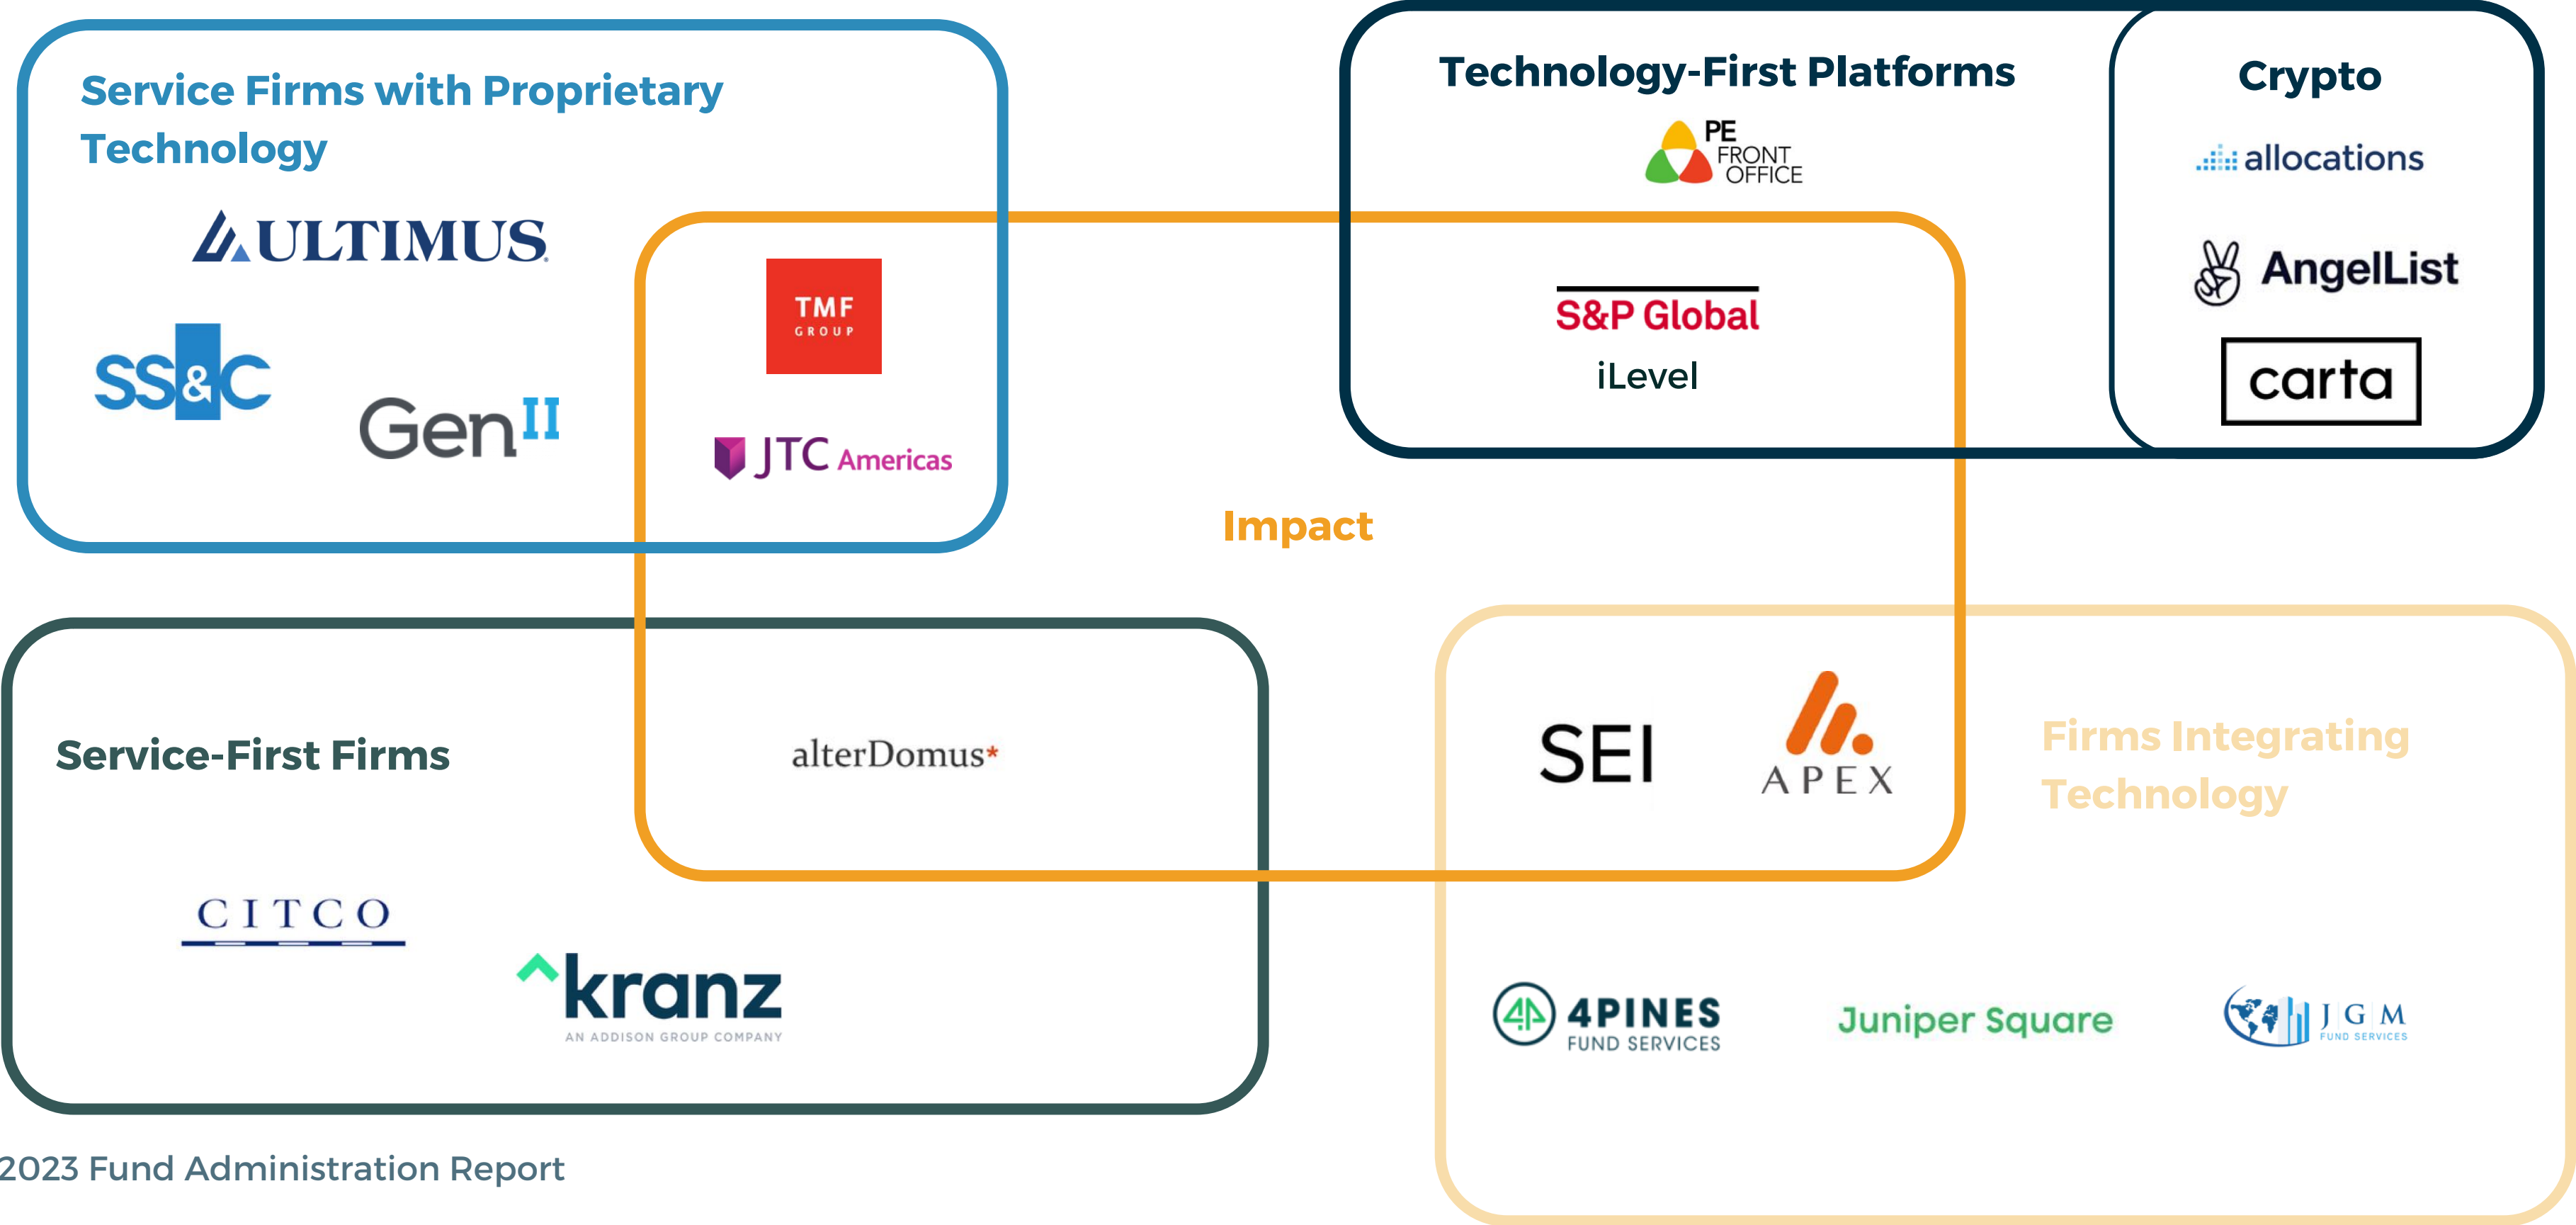 Service Firms with Proprietary
Technology
ULTIMUS
SS&C
GenII
TMF
GROUP
JTC Americas
Technology-First Platforms
PE
FRONT
OFFICE
S&P Global
iLevel
Crypto
allocations
AngelList
carta
Impact
Service-First Firms
alterDomus*
CITCO
kranz
AN ADDISON GROUP COMPANY
SEI
APEX
Firms Integrating
Technology
4PINES
FUND SERVICES
Juniper Square
JGM
FUND SERVICES
2023 Fund Administration Report